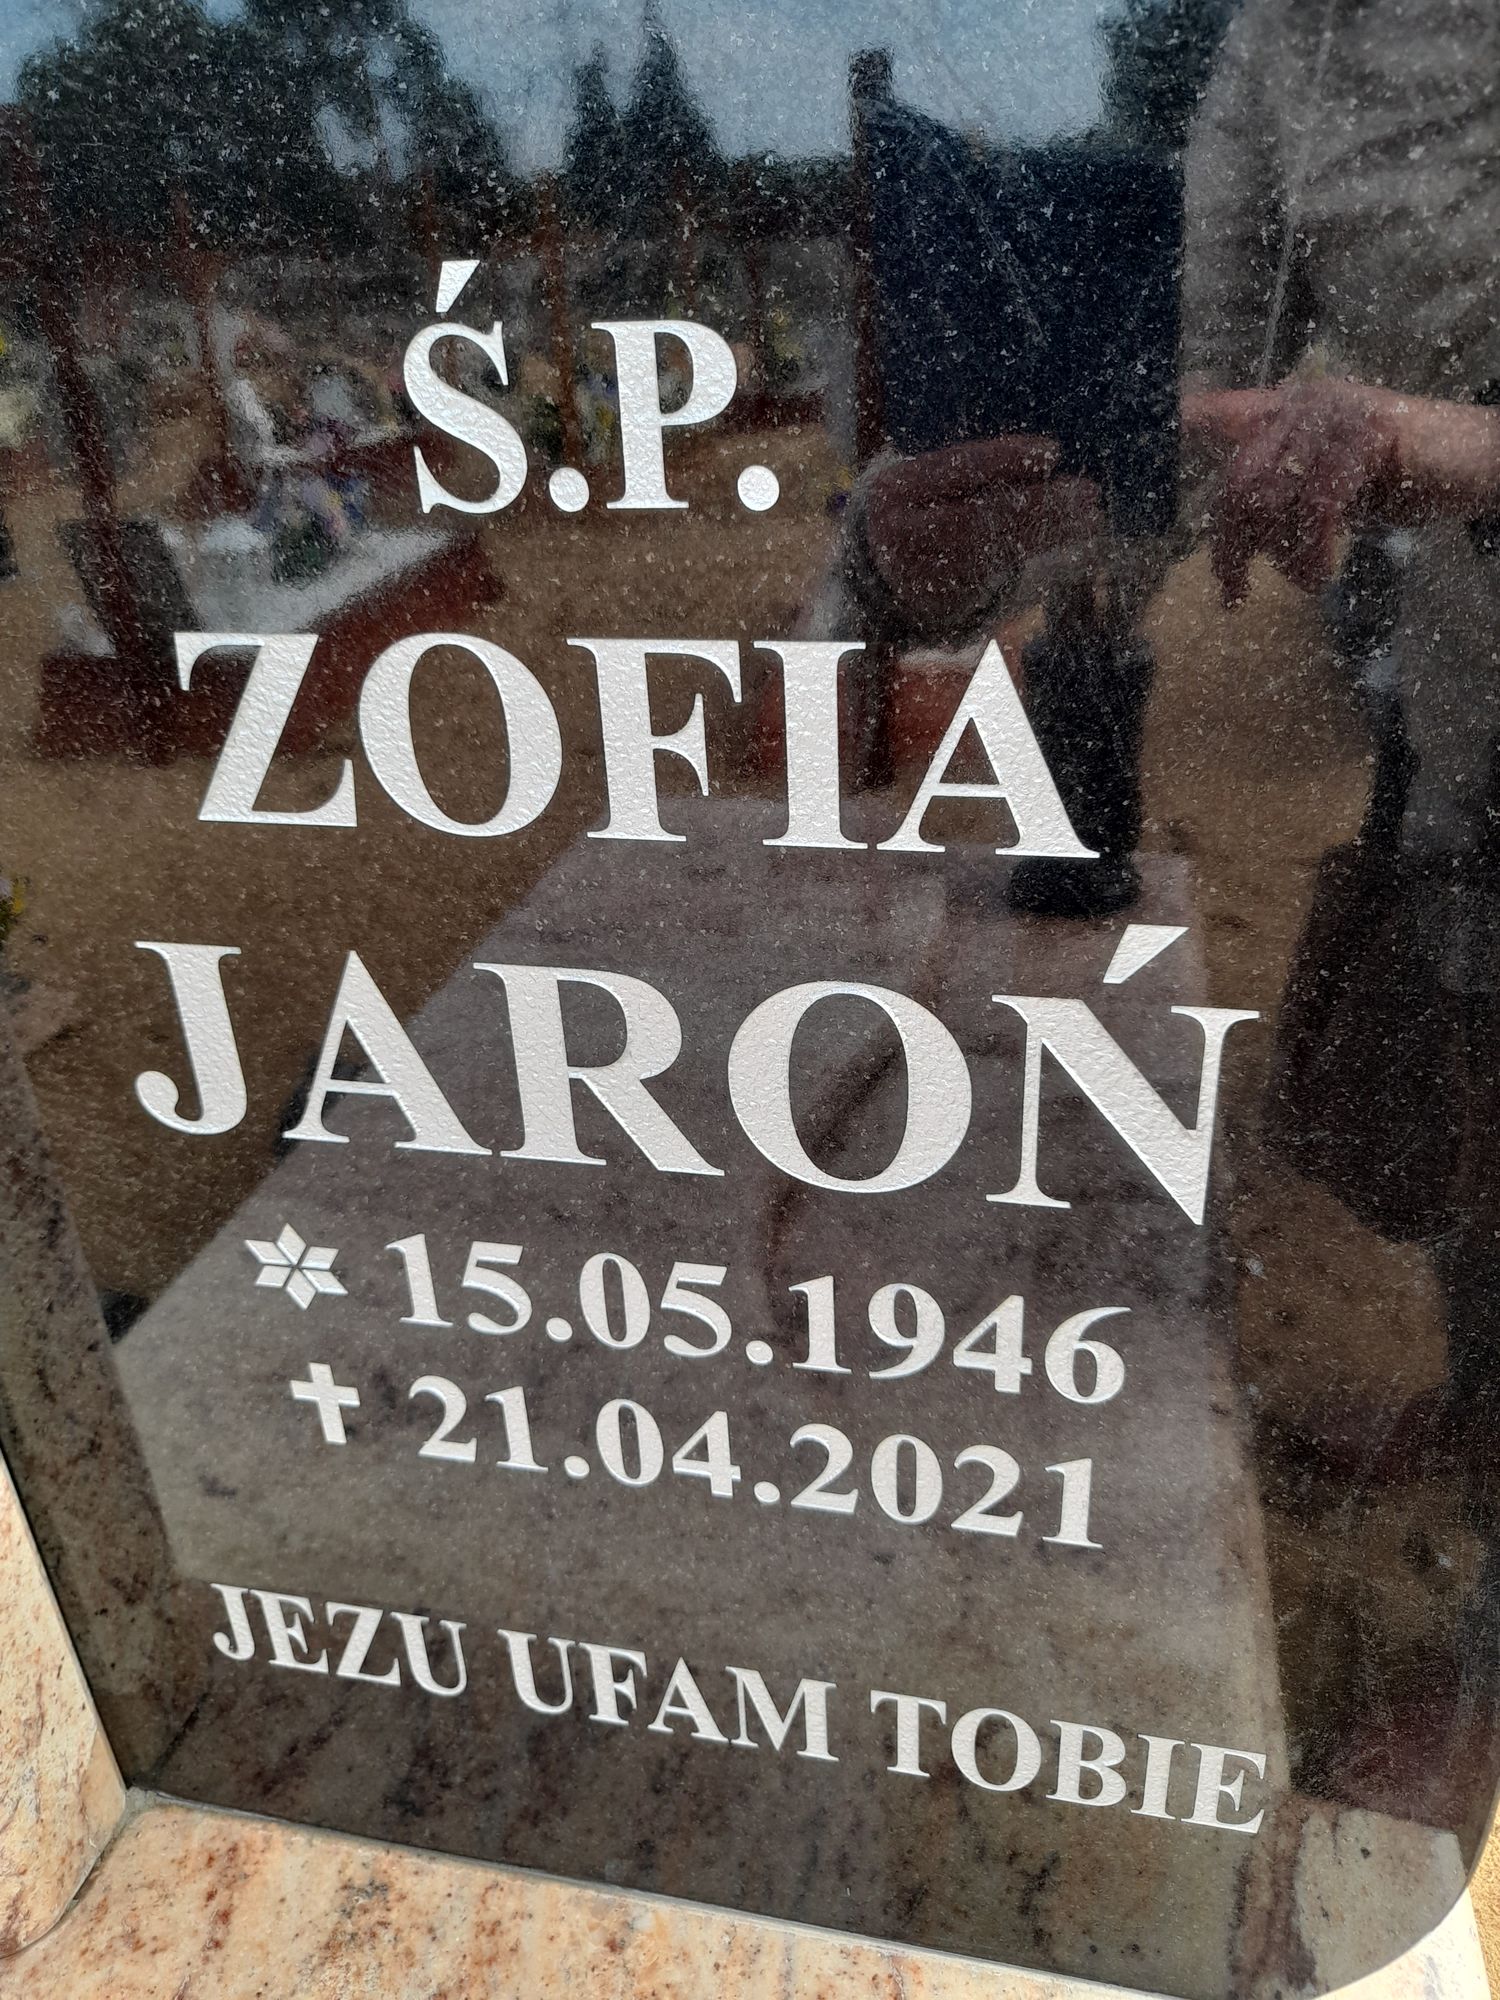 Ś.P.
ZOFIA
JAROŃ
15.05.1946
✝ 21.04.2021
JEZU UFAM TOBIE